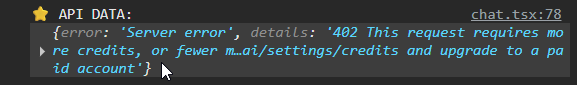 ⭐ API DATA: chat.tsx:78
{error: 'Server error', details: '402 This request requires mo
re credits, or fewer m…ai/settings/credits and upgrade to a pa
id account'}